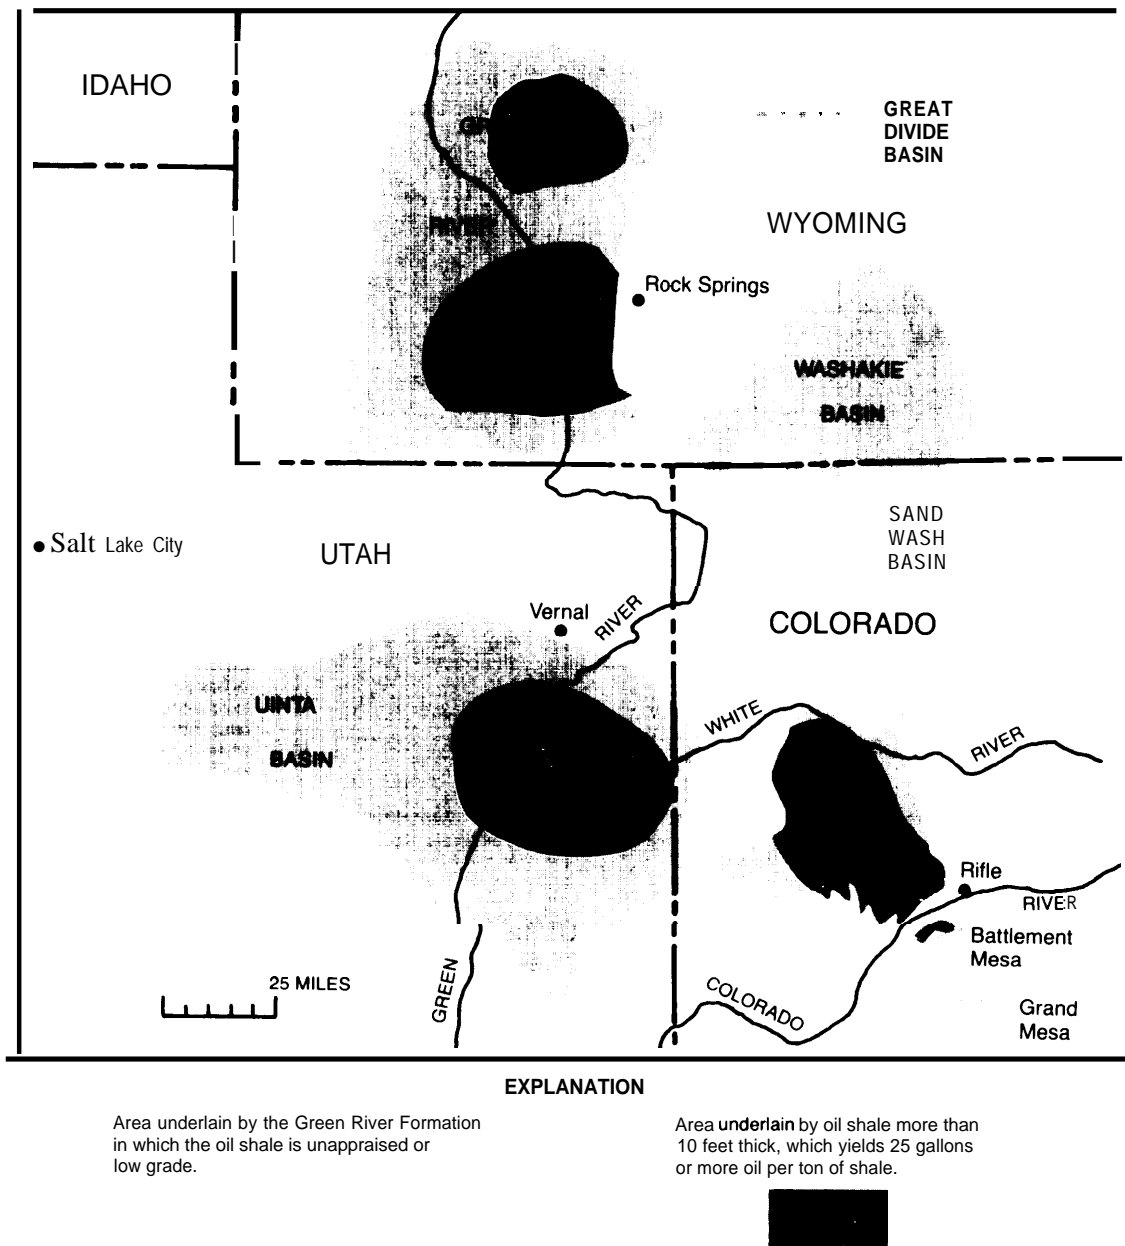 IDAHO
GREAT
DIVIDE
BASIN
RIVER
WYOMING
Rock Springs
WASHAKIE
BASIN
Salt Lake City
UTAH
SAND
WASH
BASIN
Vernal
RIVER
COLORADO
UINTA
BASIN
WHITE
RIVER
Rifle
RIVER
Battlement
Mesa
25 MILES
GREEN
COLORADO
Grand
Mesa
EXPLANATION
Area underlain by the Green River Formation
in which the oil shale is unappraised or
low grade.
Area underlain by oil shale more than
10 feet thick, which yields 25 gallons
or more oil per ton of shale.